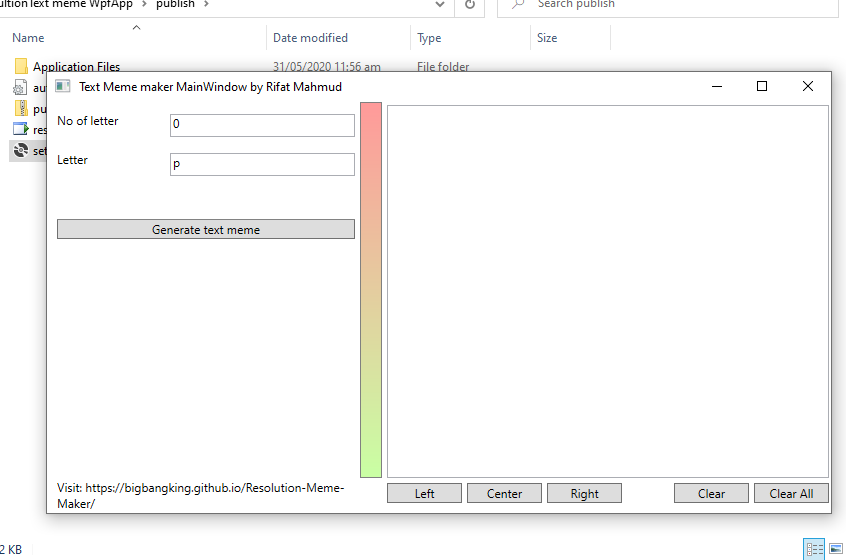 ultionText meme WpfApp > publish >
Search publish
Name Date modified Type Size
Application Files 31/05/2020 11:56 am File folder
Text Meme maker MainWindow by Rifat Mahmud
au
pu
res
set
No of letter 0
Letter p
Generate text meme
Visit: https://bigbangking.github.io/Resolution-Meme-
Maker/
Left Center Right Clear Clear All
2 KB